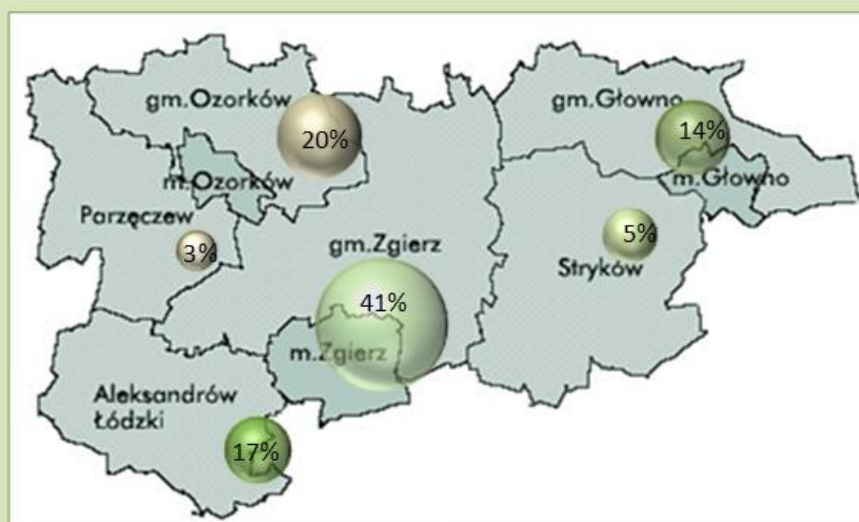 gm.Ozorków
20%
m.Ozorków
Parzęczew
3%
gm.Zgierz
41%
m.Zgierz
Aleksandrów
Łódzki
17%
gm.Głowno
14%
m.Głowno
5%
Stryków